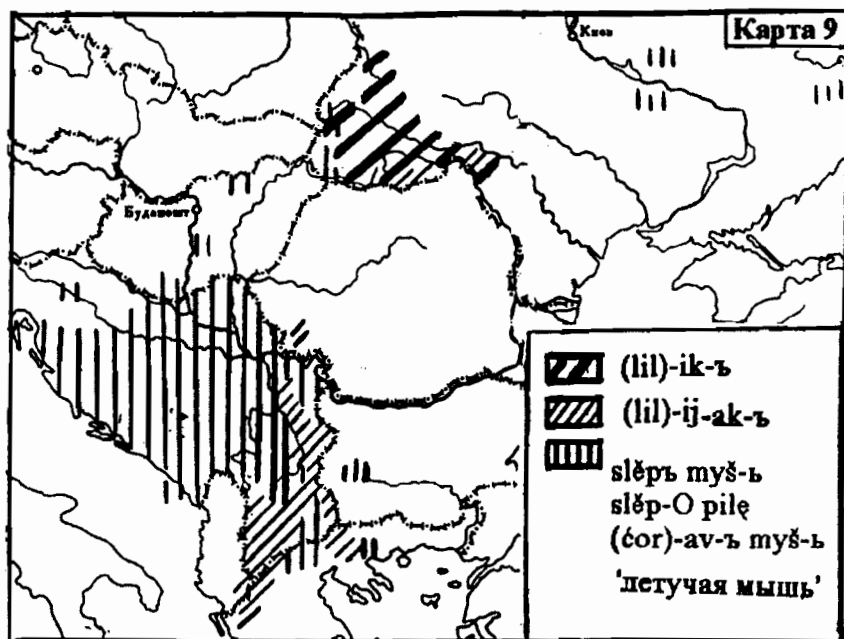 Карта 9
Киев
Будапешт
(lil)-ik-ъ
(lil)-ij-ak-ъ
slěpъ myš-ь
slěp-O pilę
(ćor)-av-ъ myš-ь
'летучая мышь'